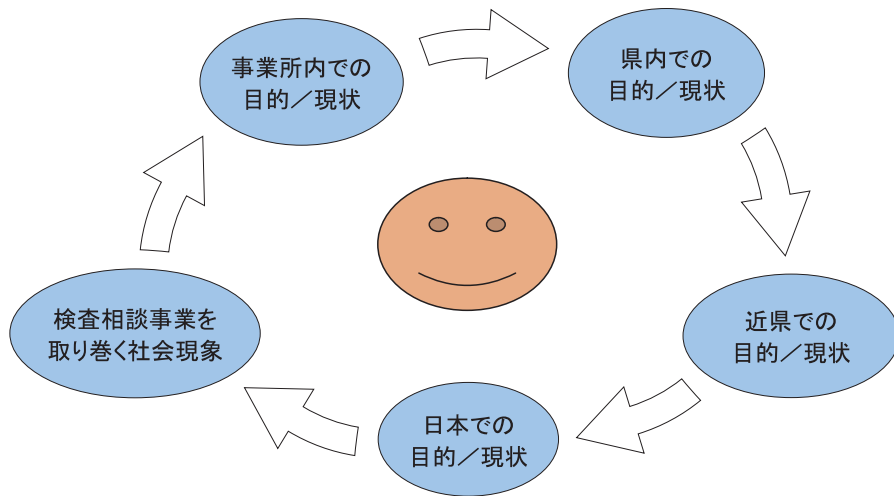 事業所内での
目的／現状
県内での
目的／現状
近県での
目的／現状
日本での
目的／現状
検査相談事業を
取り巻く社会現象